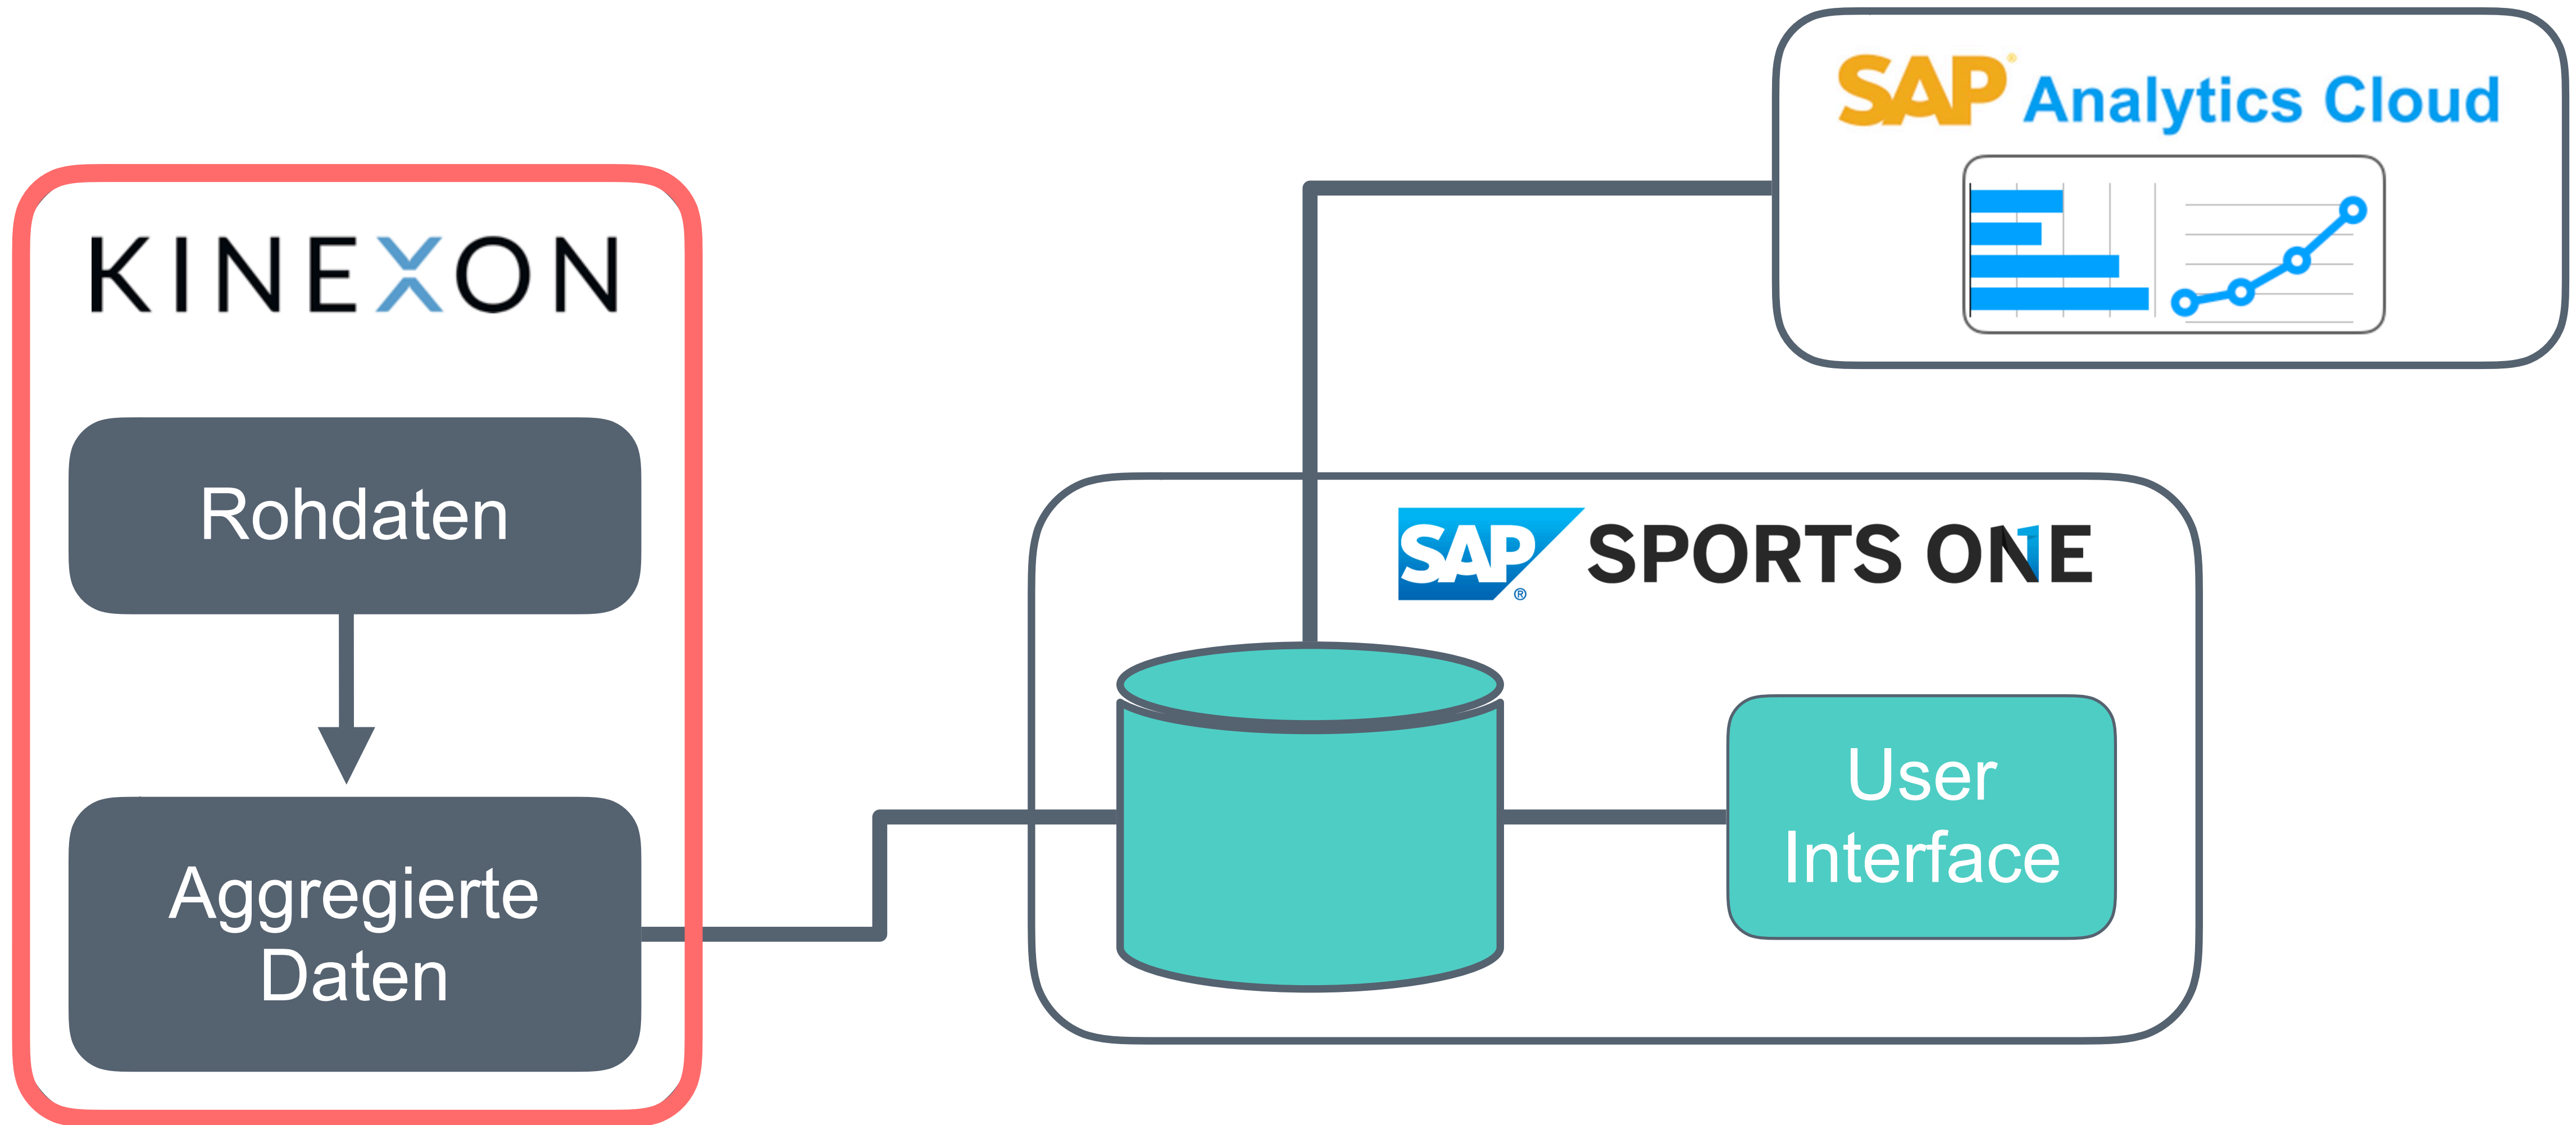 SAP® Analytics Cloud
KINEXON
Rohdaten
SAP® SPORTS ONE
User
Interface
Aggregierte
Daten